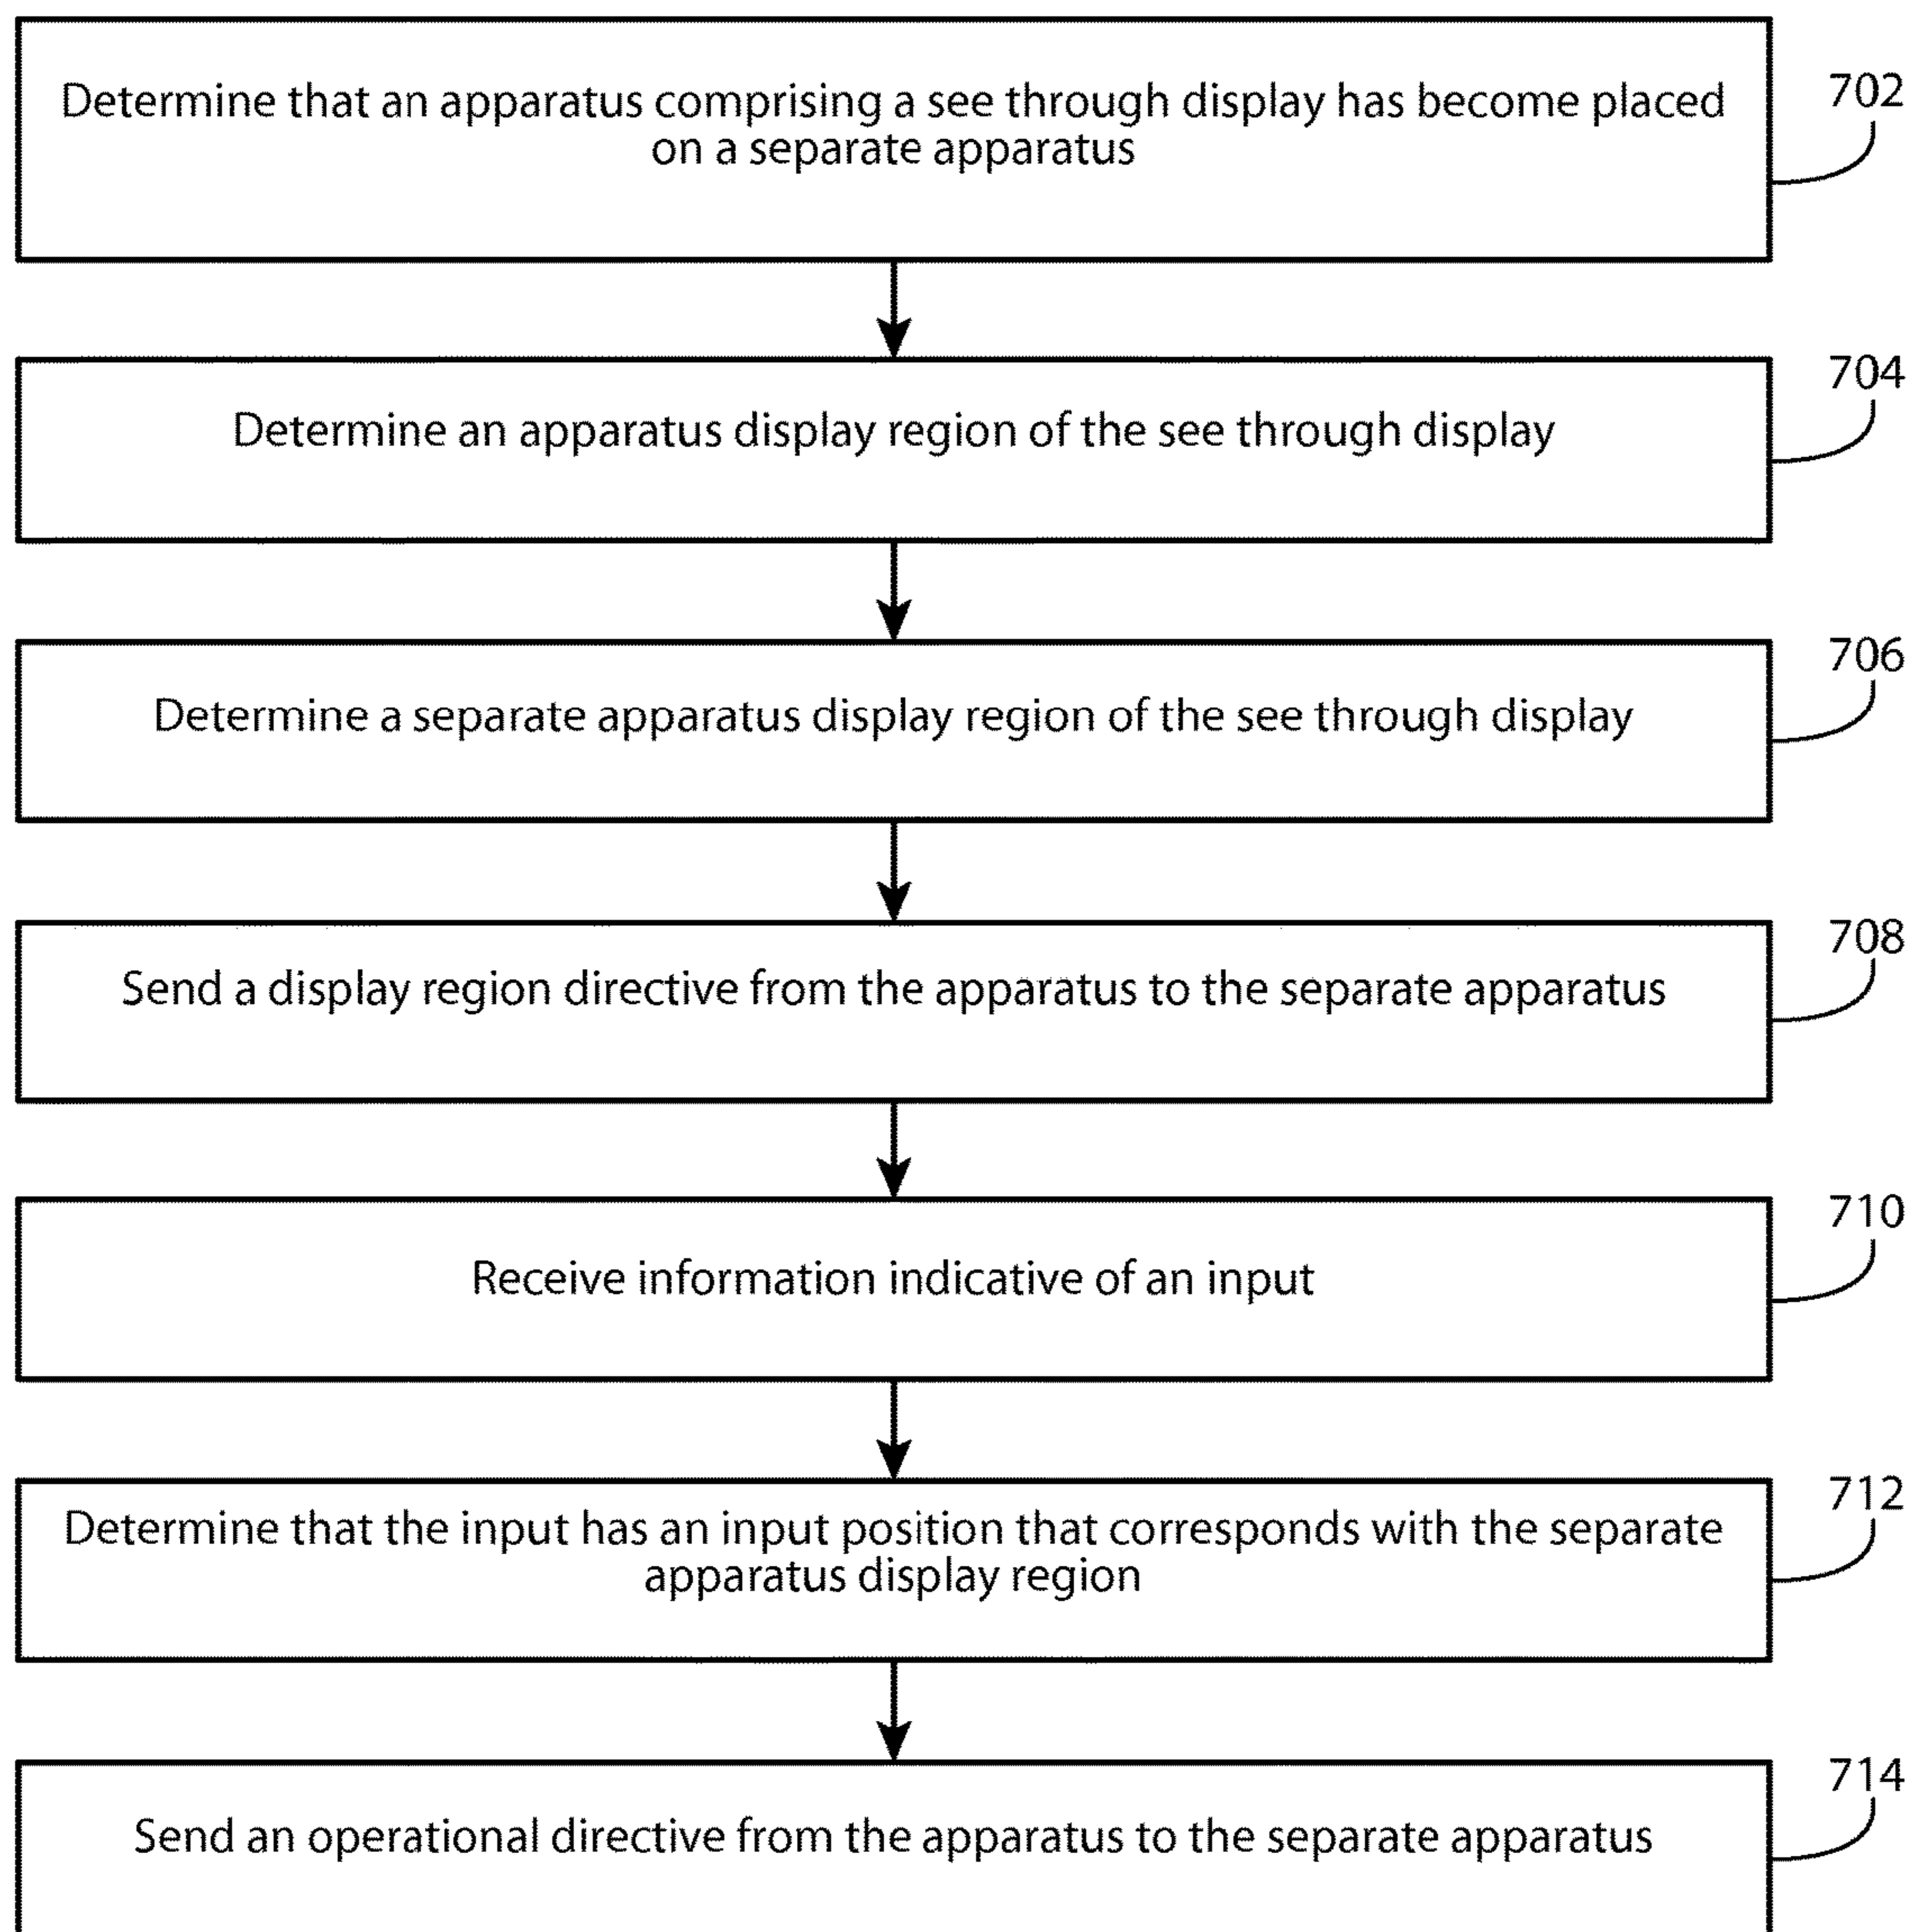 Determine that an apparatus comprising a see through display has become placed
on a separate apparatus
702
Determine an apparatus display region of the see through display
704
Determine a separate apparatus display region of the see through display
706
Send a display region directive from the apparatus to the separate apparatus
708
Receive information indicative of an input
710
Determine that the input has an input position that corresponds with the separate
apparatus display region
712
Send an operational directive from the apparatus to the separate apparatus
714